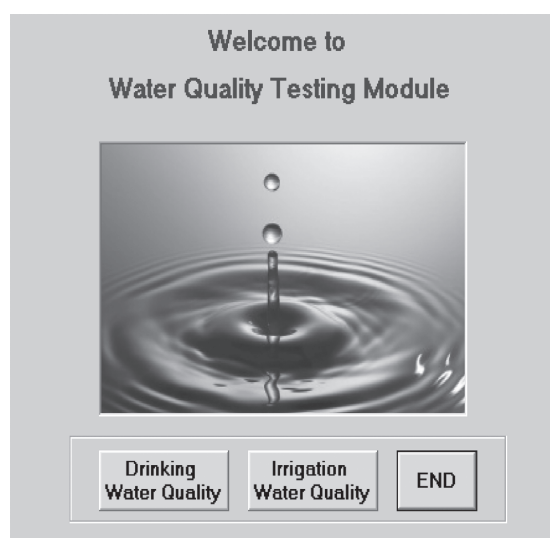 Welcome to
Water Quality Testing Module
Drinking
Water Quality
Irrigation
Water Quality
END